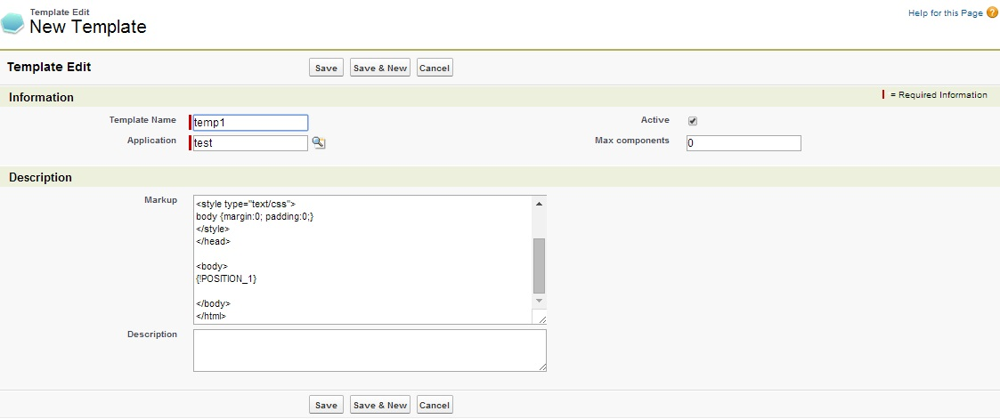 Template Edit
New Template
Help for this Page ?
Template Edit
Save Save & New Cancel
Information
= Required Information
Template Name temp1
Active
Application test
Max components 0
Description
Markup
<style type="text/css">
body {margin:0; padding:0;}
</style>
</head>
<body>
{!POSITION_1}
</body>
</html>
Description
Save Save & New Cancel